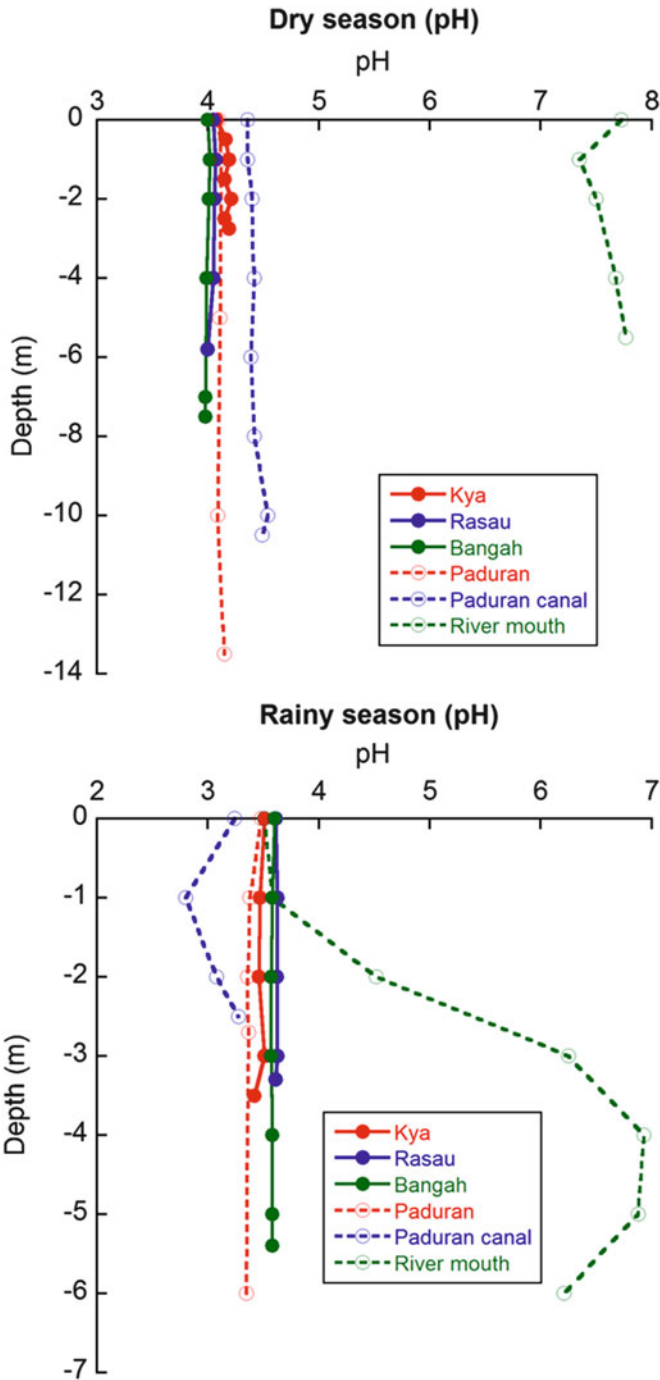 Dry season (pH)
pH
3 4 5 6 7 8
0
-2
-4
-6
-8
-10
-12
-14
Depth (m)
Kya
Rasau
Bangah
Paduran
Paduran canal
River mouth
Rainy season (pH)
pH
2 3 4 5 6 7
0
-1
-2
-3
-4
-5
-6
-7
Depth (m)
Kya
Rasau
Bangah
Paduran
Paduran canal
River mouth